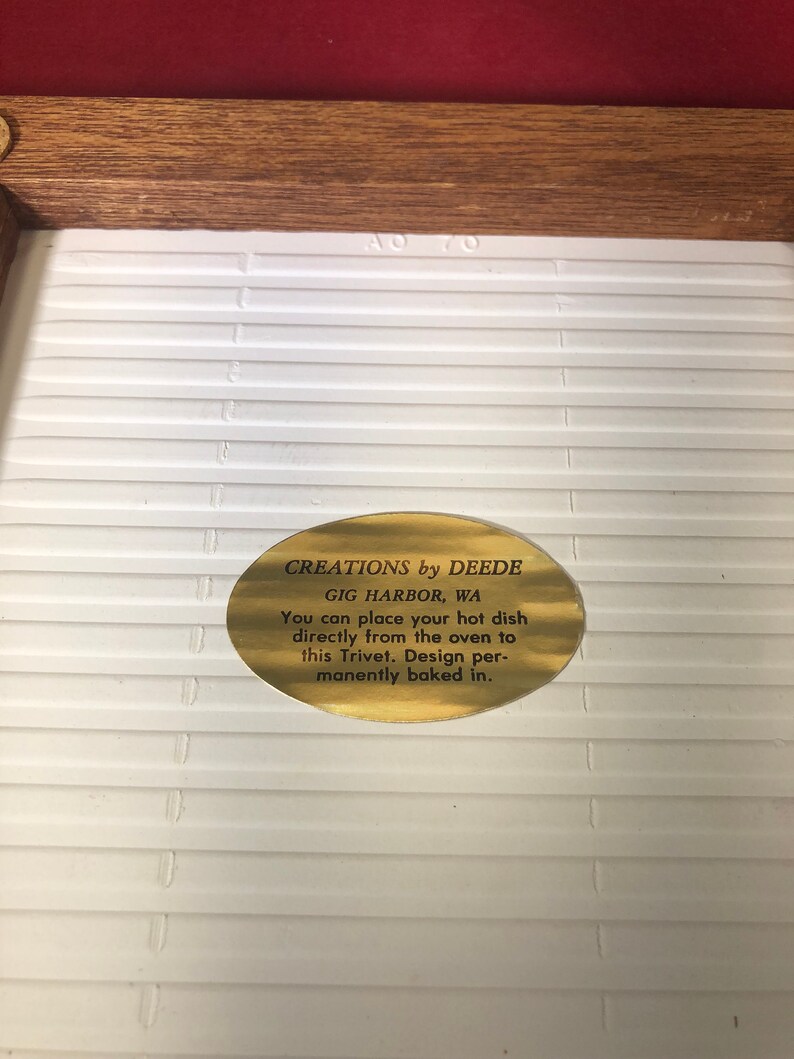 CREATIONS by DEEDE
GIG HARBOR, WA
You can place your hot dish
directly from the oven to
this Trivet. Design per-
manently baked in.